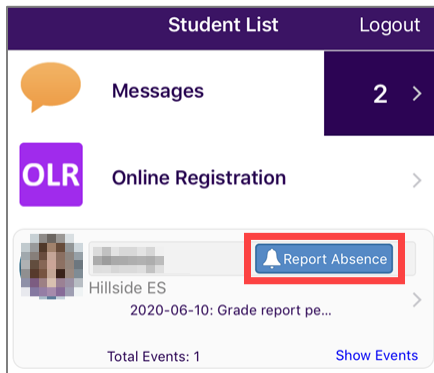 Student List Logout
Messages 2
OLR Online Registration
Report Absence
Hillside ES
2020-06-10: Grade report pe...
Total Events: 1 Show Events